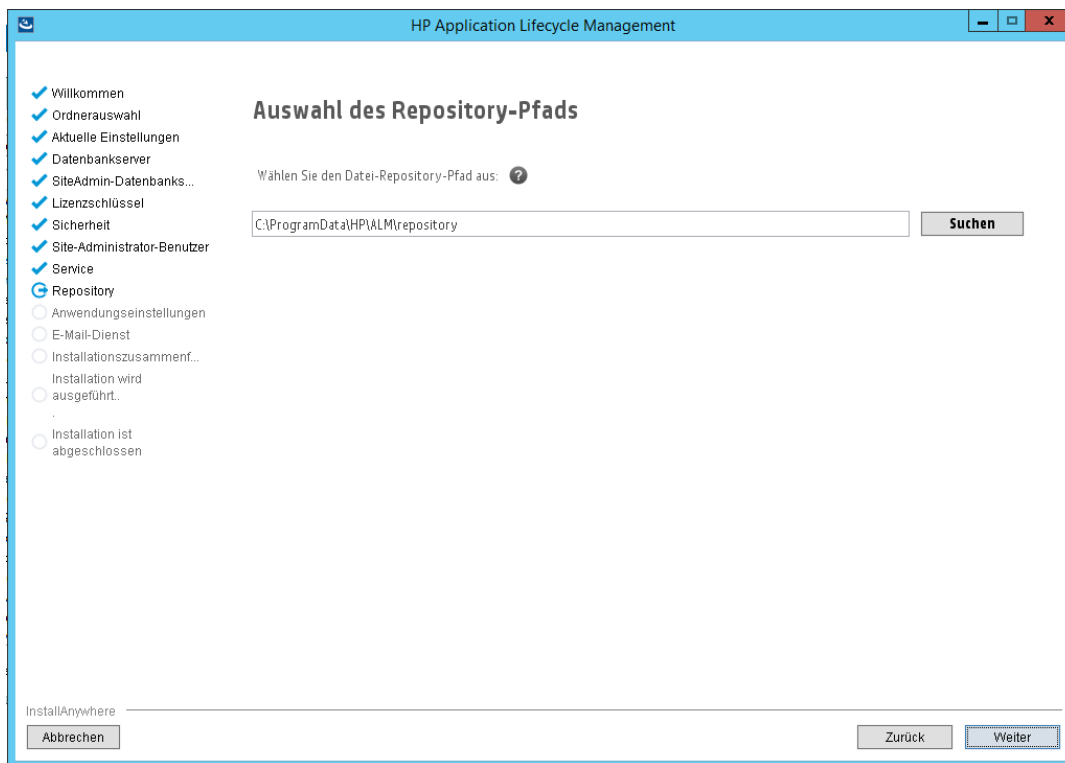 HP Application Lifecycle Management
Willkommen
Ordnerauswahl
Aktuelle Einstellungen
Datenbankserver
SiteAdmin-Datenbanks...
Lizenzschlüssel
Sicherheit
Site-Administrator-Benutzer
Service
Repository
Anwendungseinstellungen
E-Mail-Dienst
Installationszusammenf...
Installation wird
ausgeführt..
.
Installation ist
abgeschlossen
Auswahl des Repository-Pfads
Wählen Sie den Datei-Repository-Pfad aus: ?
C:\ProgramData\HP\ALM\repository
Suchen
InstallAnywhere
Abbrechen
Zurück
Weiter